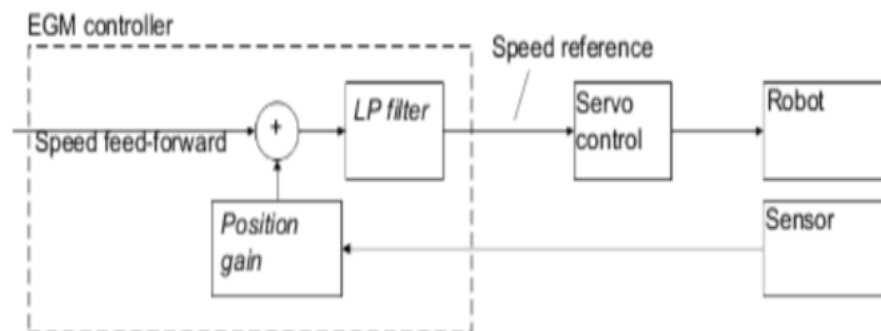 EGM controller
Speed reference
LP filter
Servo
control
Robot
Speed feed-forward
+
Position
gain
Sensor